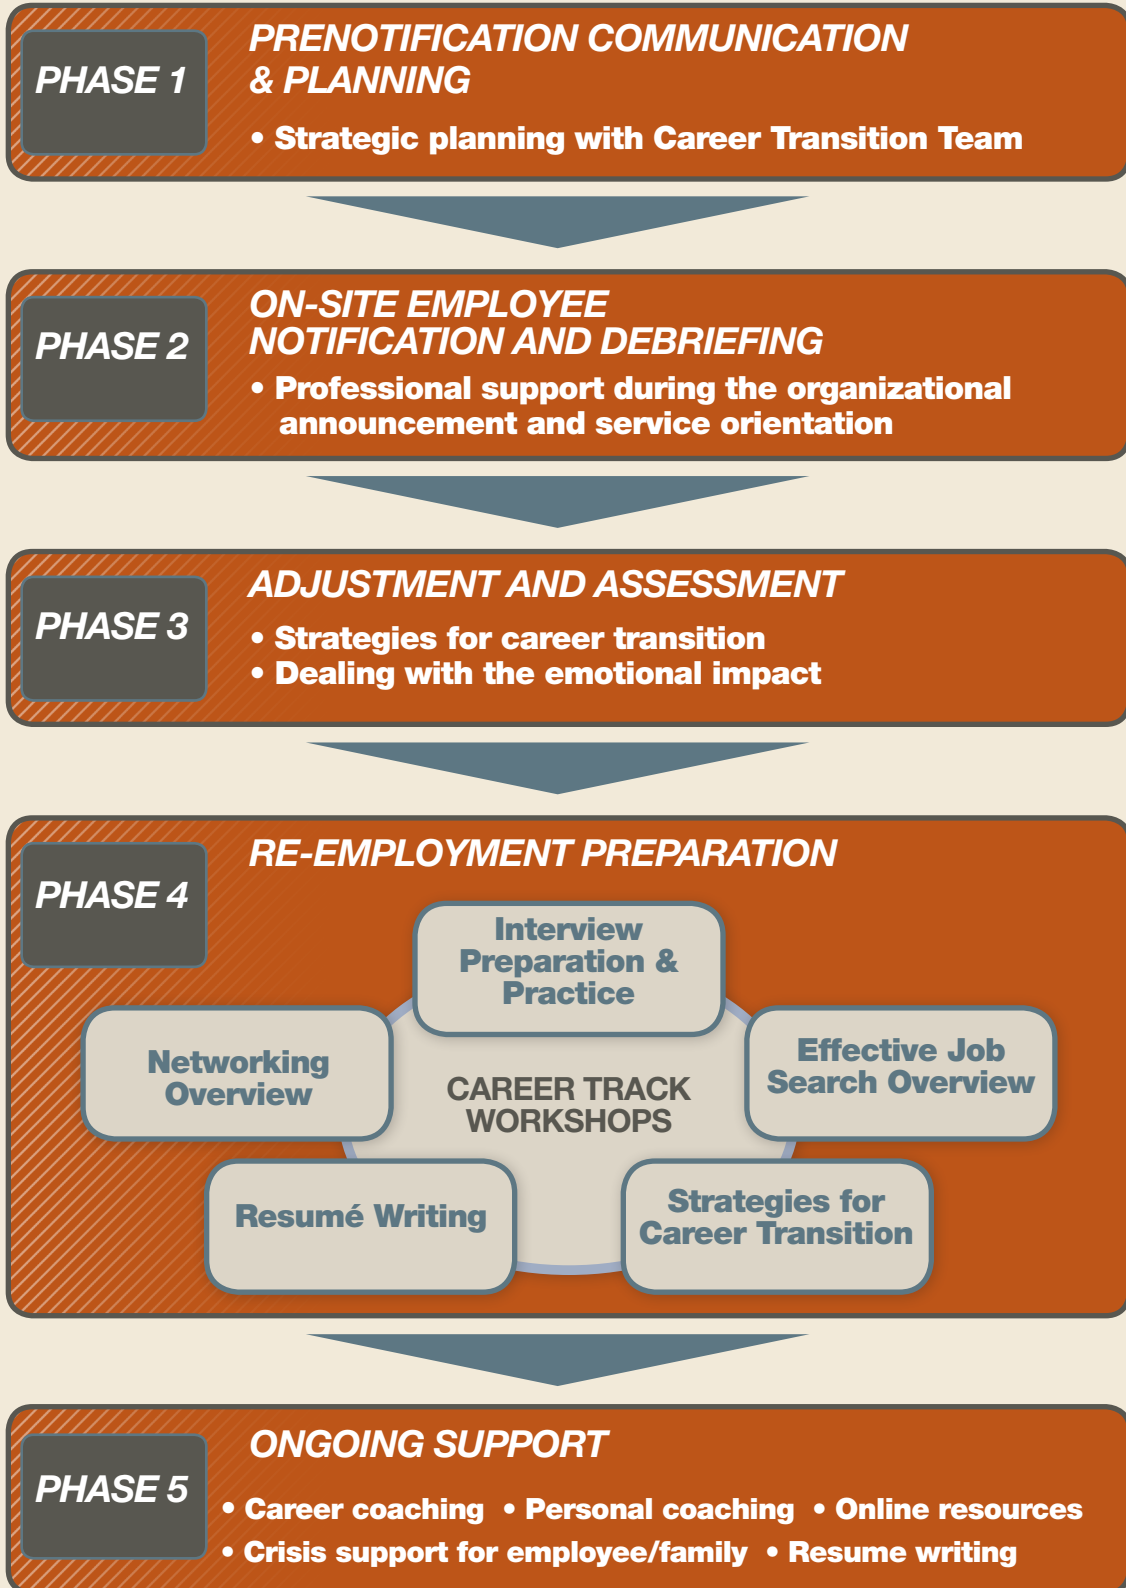 PHASE 1
PRENOTIFICATION COMMUNICATION
& PLANNING
• Strategic planning with Career Transition Team
PHASE 2
ON-SITE EMPLOYEE
NOTIFICATION AND DEBRIEFING
• Professional support during the organizational
announcement and service orientation
PHASE 3
ADJUSTMENT AND ASSESSMENT
• Strategies for career transition
• Dealing with the emotional impact
PHASE 4
RE-EMPLOYMENT PREPARATION
Interview
Preparation &
Practice
Networking
Overview
CAREER TRACK
WORKSHOPS
Effective Job
Search Overview
Resumé Writing
Strategies for
Career Transition
PHASE 5
ONGOING SUPPORT
• Career coaching • Personal coaching • Online resources
• Crisis support for employee/family • Resume writing